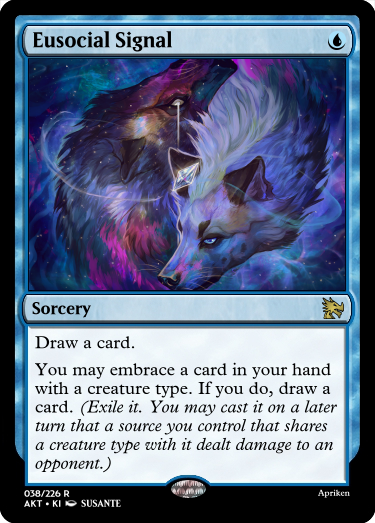 Eusocial Signal
Sorcery
Draw a card.
You may embrace a card in your hand
with a creature type. If you do, draw a
card. (Exile it. You may cast it on a later
turn that a source you control that shares
a creature type with it dealt damage to an
opponent.)
038/226 R
Apriken
AKT • KI SUSANTE